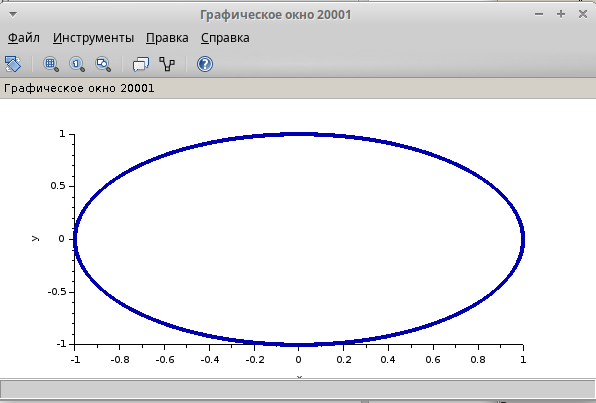 Графическое окно 20001
Файл Инструменты Правка Справка
Графическое окно 20001
1
0.5
y
0
-0.5
-1
-1 -0.8 -0.6 -0.4 -0.2 0 0.2 0.4 0.6 0.8 1